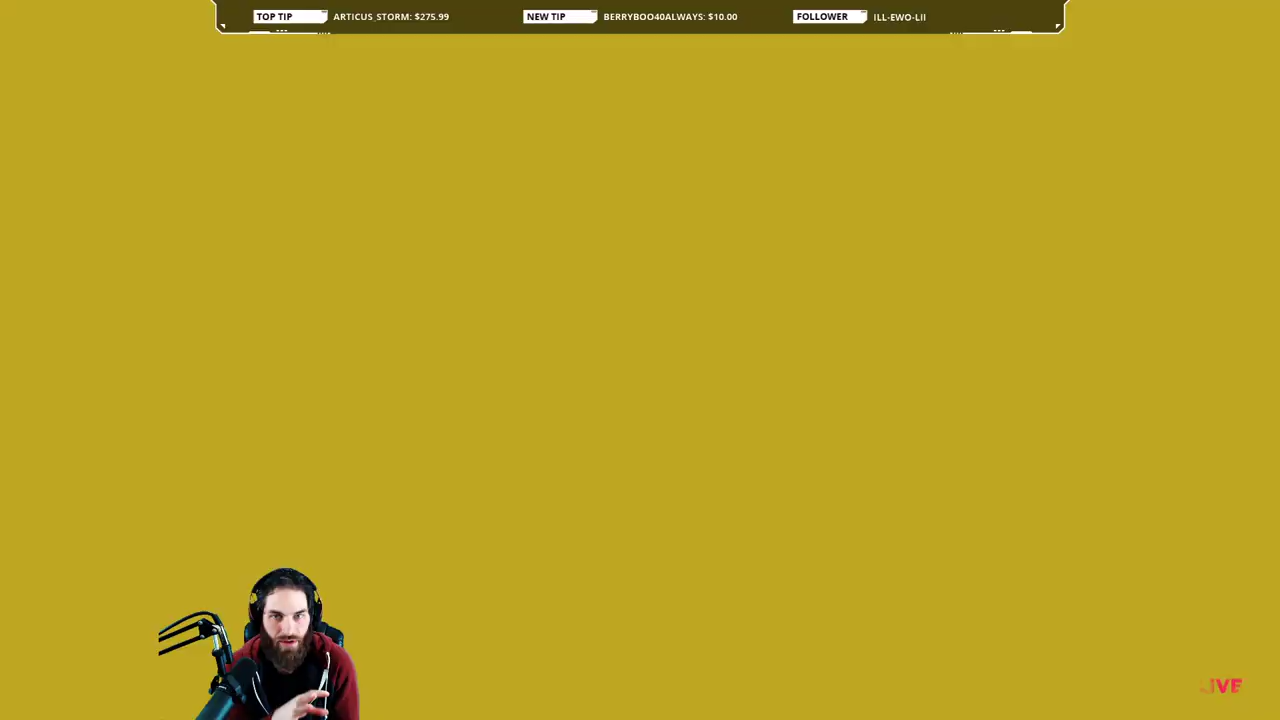 TOP TIP ARTICUS_STORM: $275.99 NEW TIP BERRYBOO40ALWAYS: $10.00 FOLLOWER ILL-EWO-LII